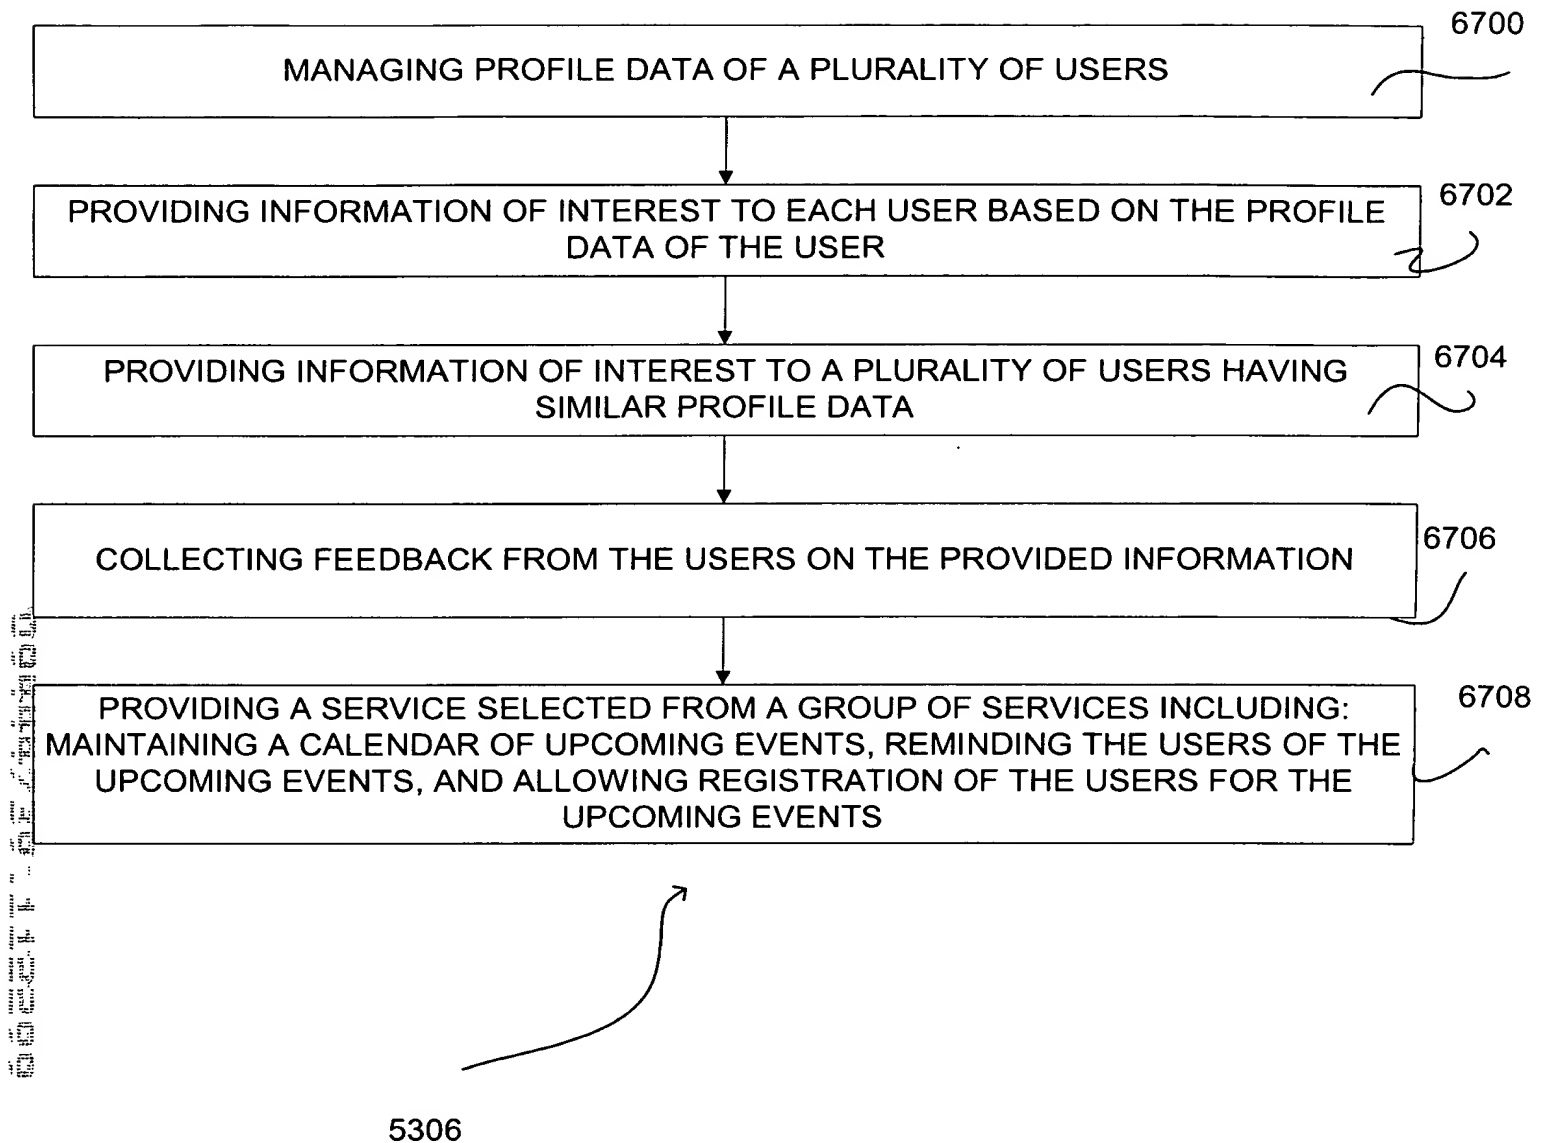 6700
MANAGING PROFILE DATA OF A PLURALITY OF USERS
6702
PROVIDING INFORMATION OF INTEREST TO EACH USER BASED ON THE PROFILE
DATA OF THE USER
6704
PROVIDING INFORMATION OF INTEREST TO A PLURALITY OF USERS HAVING
SIMILAR PROFILE DATA
6706
COLLECTING FEEDBACK FROM THE USERS ON THE PROVIDED INFORMATION
6708
PROVIDING A SERVICE SELECTED FROM A GROUP OF SERVICES INCLUDING:
MAINTAINING A CALENDAR OF UPCOMING EVENTS, REMINDING THE USERS OF THE
UPCOMING EVENTS, AND ALLOWING REGISTRATION OF THE USERS FOR THE
UPCOMING EVENTS
5306